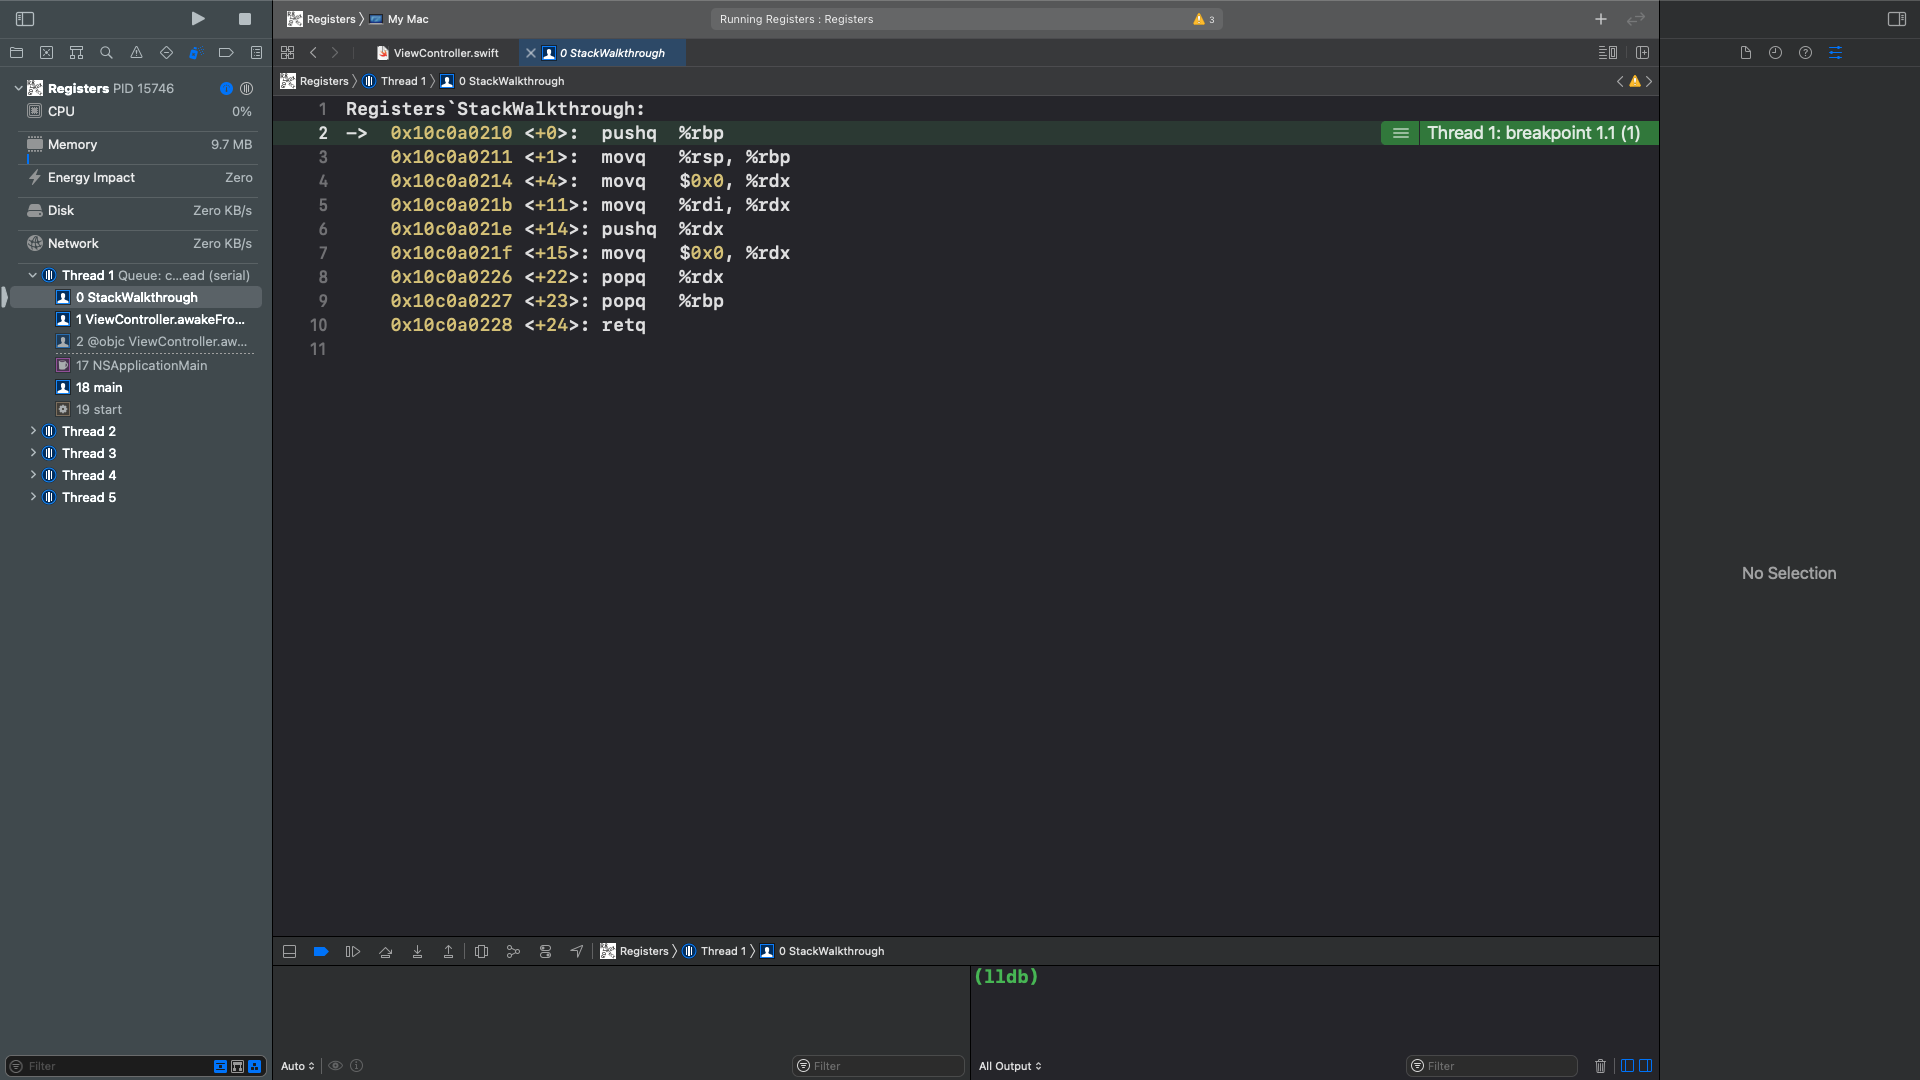 Registers
My Mac
Running Registers : Registers
3
ViewController.swift
0 StackWalkthrough
Registers
Thread 1
0 StackWalkthrough
Registers PID 15746
CPU 0%
Memory 9.7 MB
Energy Impact Zero
Disk Zero KB/s
Network Zero KB/s
Thread 1 Queue: c...ead (serial)
0 StackWalkthrough
1 ViewController.awakeFro...
2 @objc ViewController.aw...
17 NSApplicationMain
18 main
19 start
Thread 2
Thread 3
Thread 4
Thread 5
Filter
1 Registers`StackWalkthrough:
2 -> 0x10c0a0210 <+0>: pushq %rbp
Thread 1: breakpoint 1.1 (1)
3 0x10c0a0211 <+1>: movq %rsp, %rbp
4 0x10c0a0214 <+4>: movq $0x0, %rdx
5 0x10c0a021b <+11>: movq %rdi, %rdx
6 0x10c0a021e <+14>: pushq %rdx
7 0x10c0a021f <+15>: movq $0x0, %rdx
8 0x10c0a0226 <+22>: popq %rdx
9 0x10c0a0227 <+23>: popq %rbp
10 0x10c0a0228 <+24>: retq
11
Registers
Thread 1
0 StackWalkthrough
(lldb)
Auto
Filter
All Output
Filter
No Selection